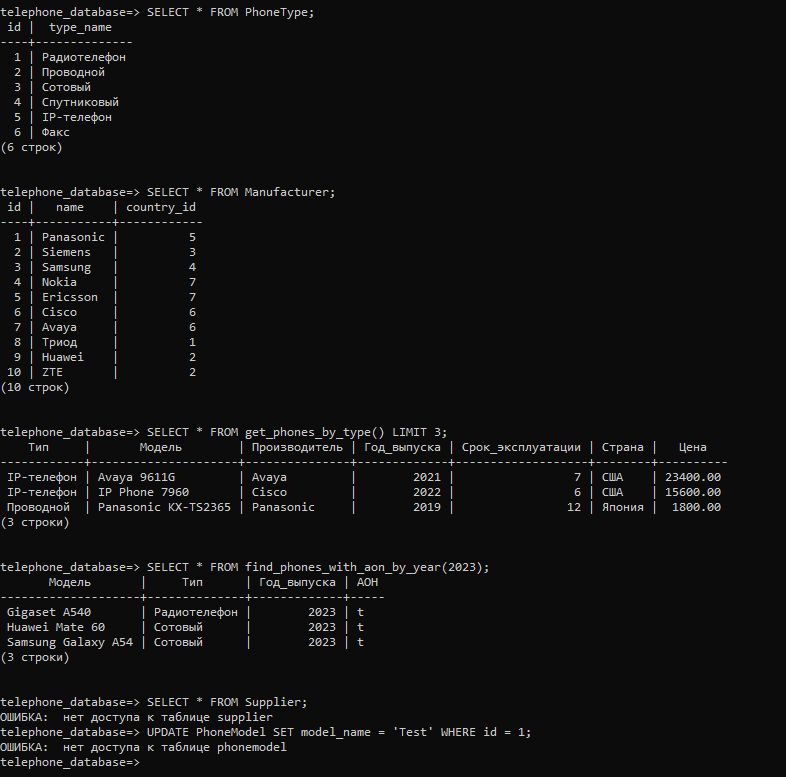 telephone_database=> SELECT * FROM PhoneType;
 id |  type_name
----+--------------
  1 | Радиотелефон
  2 | Проводной
  3 | Сотовый
  4 | Спутниковый
  5 | IP-телефон
  6 | Факс
(6 строк)
telephone_database=> SELECT * FROM Manufacturer;
 id |   name    | country_id
----+-----------+------------
  1 | Panasonic |          5
  2 | Siemens   |          3
  3 | Samsung   |          4
  4 | Nokia     |          7
  5 | Ericsson  |          7
  6 | Cisco     |          6
  7 | Avaya     |          6
  8 | Триод     |          1
  9 | Huawei    |          2
 10 | ZTE       |          2
(10 строк)
telephone_database=> SELECT * FROM get_phones_by_type() LIMIT 3;
    Тип     |       Модель        | Производитель | Год_выпуска | Срок_эксплуатации | Страна |   Цена
------------+---------------------+---------------+-------------+-------------------+--------+----------
 IP-телефон | Avaya 9611G         | Avaya         |        2021 |                 7 | США    | 23400.00
 IP-телефон | IP Phone 7960       | Cisco         |        2022 |                 6 | США    | 15600.00
 Проводной  | Panasonic KX-TS2365 | Panasonic     |        2019 |                12 | Япония |  1800.00
(3 строки)
telephone_database=> SELECT * FROM find_phones_with_aon_by_year(2023);
       Модель       |     Тип      | Год_выпуска | АОН
--------------------+--------------+-------------+-----
 Gigaset A540       | Радиотелефон |        2023 | t
 Huawei Mate 60     | Сотовый      |        2023 | t
 Samsung Galaxy A54 | Сотовый      |        2023 | t
(3 строки)
telephone_database=> SELECT * FROM Supplier;
ОШИБКА:  нет доступа к таблице supplier
telephone_database=> UPDATE PhoneModel SET model_name = 'Test' WHERE id = 1;
ОШИБКА:  нет доступа к таблице phonemodel
telephone_database=>